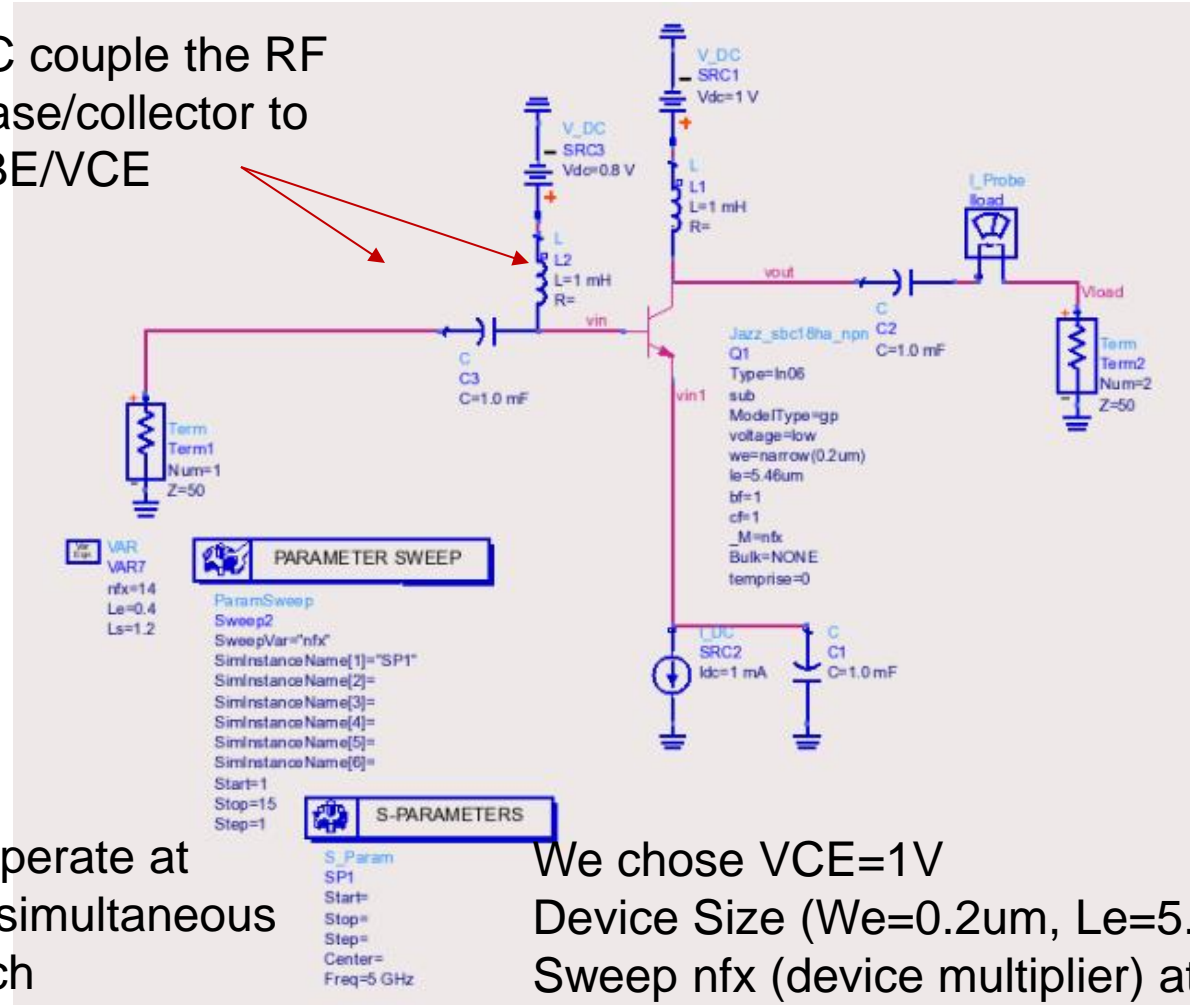 C couple the RF
ase/collector to
BE/VCE
V_DC
SRC1
Vdc=1 V
V_DC
SRC3
Vdc=0.8 V
L
L1
L=1 mH
R=
L
L2
L=1 mH
R=
I_Probe
Iload
vin
vout
Vload
C
C3
C=1.0 mF
C
C2
C=1.0 mF
Jazz_sbc18ha_npn
Q1
Type=ln06
sub
ModelType=gp
voltage=low
we=narrow(0.2um)
le=5.46um
bf=1
cf=1
_M=nfx
Bulk=NONE
temprise=0
vin1
Term
Term1
Num=1
Z=50
Term
Term2
Num=2
Z=50
Var Eqn
VAR
VAR7
nfx=14
Le=0.4
Ls=1.2
PARAMETER SWEEP
ParamSweep
Sweep2
SweepVar="nfx"
SimInstanceName[1]="SP1"
SimInstanceName[2]=
SimInstanceName[3]=
SimInstanceName[4]=
SimInstanceName[5]=
SimInstanceName[6]=
Start=1
Stop=15
Step=1
I_DC
SRC2
Idc=1 mA
C
C1
C=1.0 mF
S-PARAMETERS
S_Param
SP1
Start=
Stop=
Step=
Center=
Freq=5 GHz
perate at
simultaneous
ch
We chose VCE=1V
Device Size (We=0.2um, Le=5.
Sweep nfx (device multiplier) at